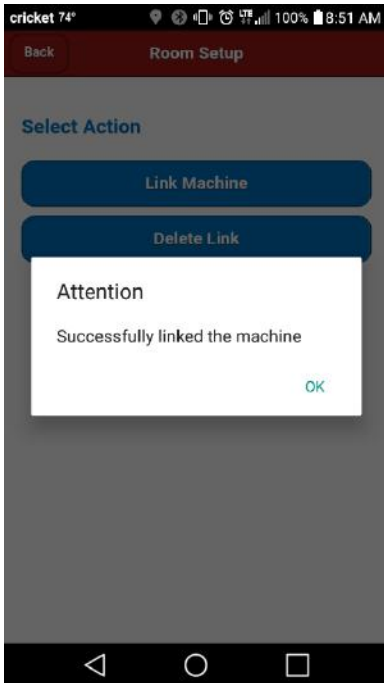 cricket 74° LTE 100% 8:51 AM
Back Room Setup
Select Action
Link Machine
Delete Link
Attention
Successfully linked the machine
OK